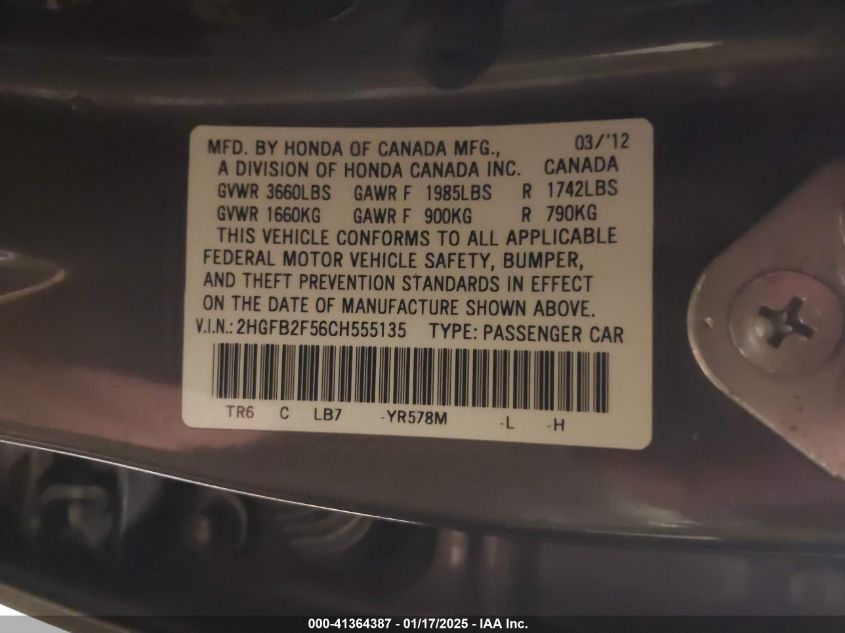 MFD. BY HONDA OF CANADA MFG., 03/'12
A DIVISION OF HONDA CANADA INC. CANADA
GVWR 3660LBS GAWR F 1985LBS R 1742LBS
GVWR 1660KG GAWR F 900KG R 790KG
THIS VEHICLE CONFORMS TO ALL APPLICABLE
FEDERAL MOTOR VEHICLE SAFETY, BUMPER,
AND THEFT PREVENTION STANDARDS IN EFFECT
ON THE DATE OF MANUFACTURE SHOWN ABOVE.
V.I.N.: 2HGFB2F56CH555135 TYPE: PASSENGER CAR
TR6 C LB7 -YR578M -L -H
000-41364387 - 01/17/2025 - IAA Inc.